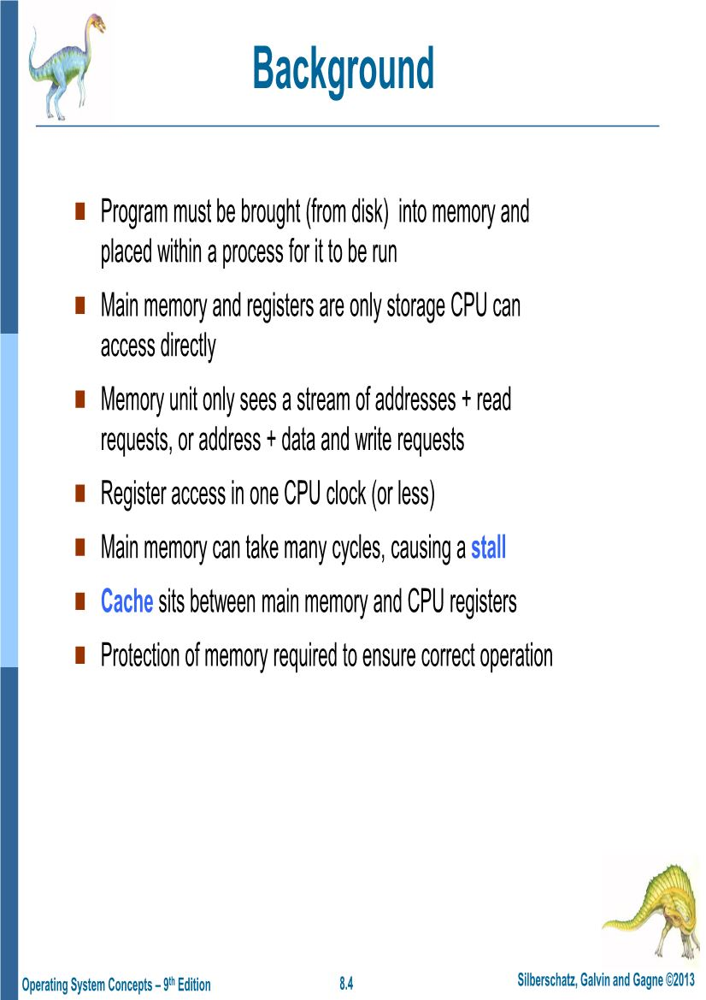 Background
Program must be brought (from disk)  into memory and
placed within a process for it to be run
Main memory and registers are only storage CPU can
access directly
Memory unit only sees a stream of addresses + read
requests, or address + data and write requests
Register access in one CPU clock (or less)
Main memory can take many cycles, causing a stall
Cache sits between main memory and CPU registers
Protection of memory required to ensure correct operation
Operating System Concepts – 9th Edition
8.4
Silberschatz, Galvin and Gagne ©2013